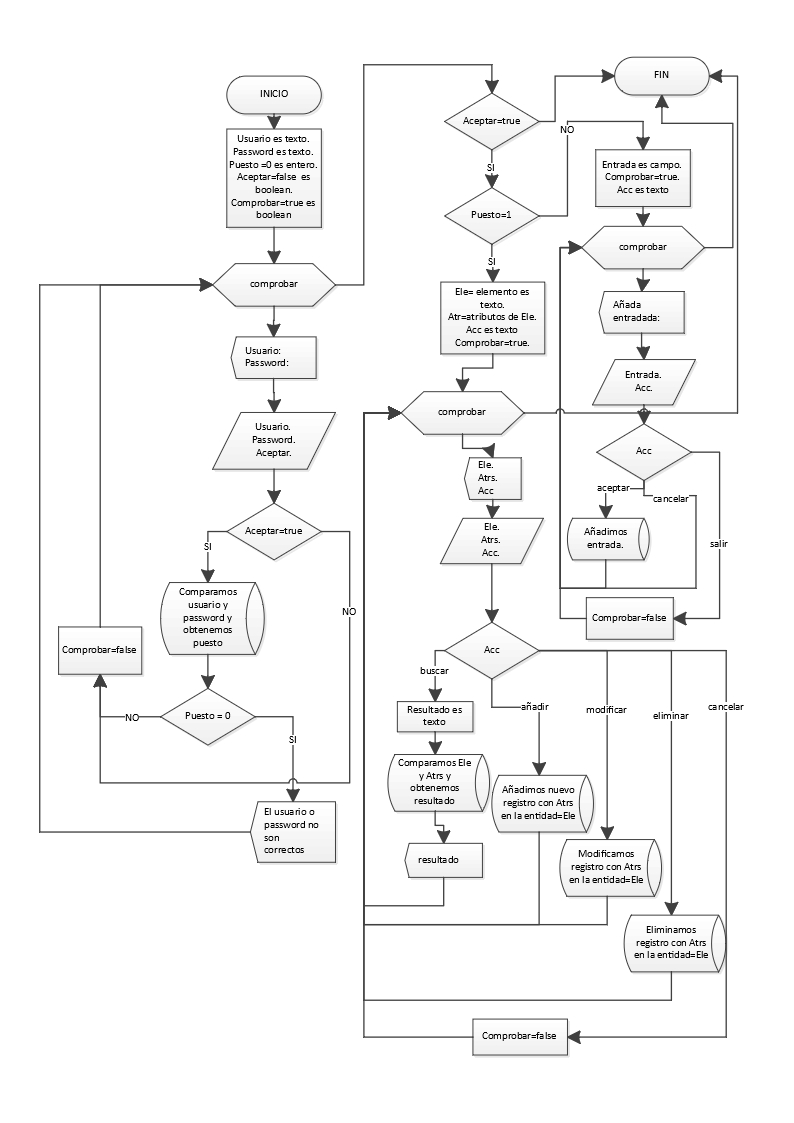 INICIO
Usuario es texto.
Password es texto.
Puesto =0 es entero.
Aceptar=false es
boolean.
Comprobar=true es
boolean
comprobar
Usuario:
Password:
Usuario.
Password.
Aceptar.
Aceptar=true
SI
NO
Comparamos
usuario y
password y
obtenemos
puesto
Comprobar=false
Puesto = 0
NO
SI
El usuario o
password no
son
correctos
Aceptar=true
SI
Puesto=1
NO
SI
Ele= elemento es
texto.
Atr=atributos de Ele.
Acc es texto
Comprobar=true.
comprobar
Ele.
Atrs.
Acc
Ele.
Atrs.
Acc.
Acc
buscar
añadir
modificar
eliminar
cancelar
Resultado es
texto
Comparamos Ele
y Atrs y
obtenemos
resultado
resultado
Añadimos nuevo
registro con Atrs
en la entidad=Ele
Modificamos
registro con Atrs
en la entidad=Ele
Eliminamos
registro con Atrs
en la entidad=Ele
Comprobar=false
FIN
Entrada es campo.
Comprobar=true.
Acc es texto
comprobar
Añada
entradada:
Entrada.
Acc.
Acc
aceptar
cancelar
salir
Añadimos
entrada.
Comprobar=false